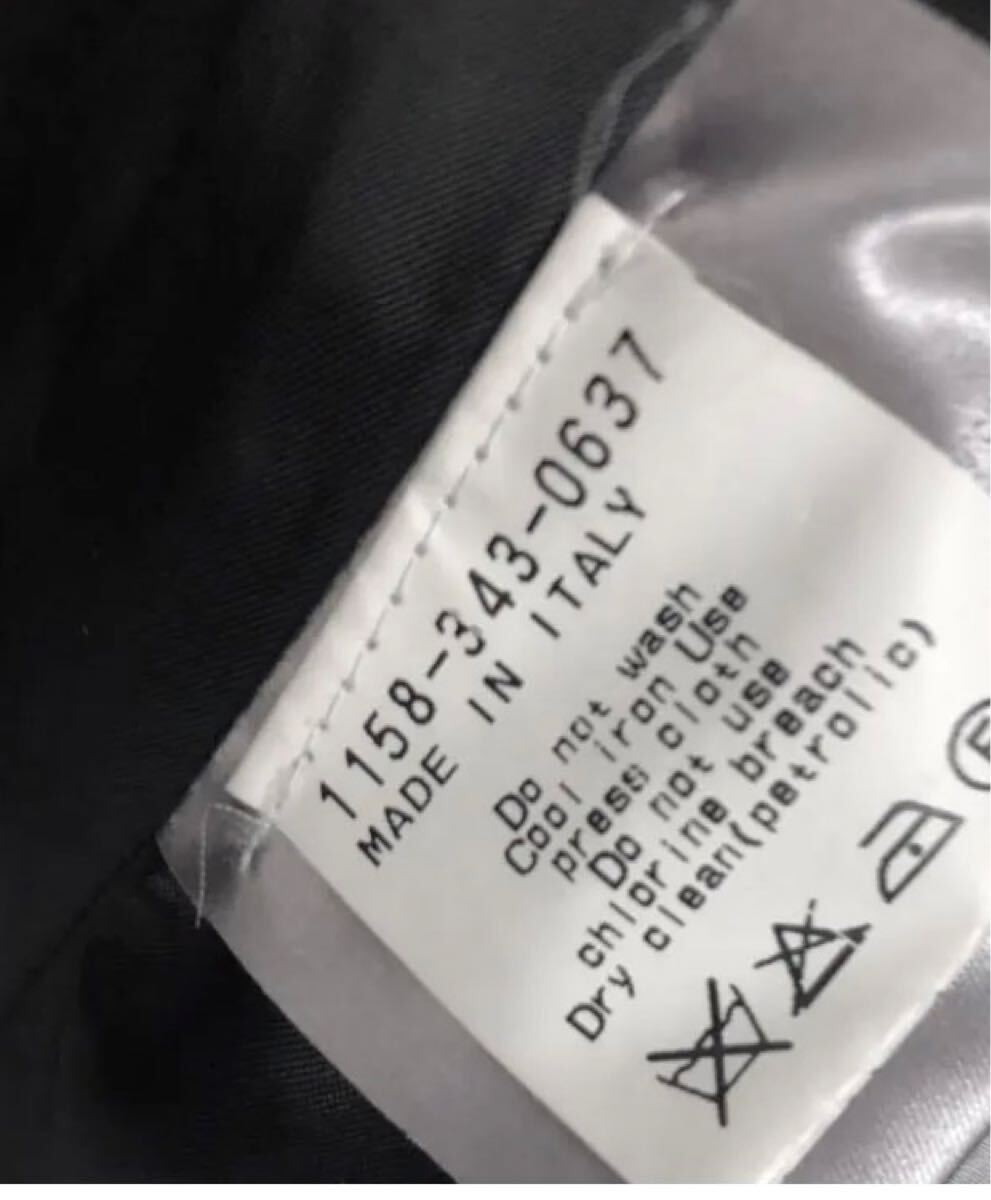 1158-343-0637
MADE IN ITALY
Do not wash
Cool iron Use
press cloth
Do not use
chlorine breach
Dry clean(petrolic)